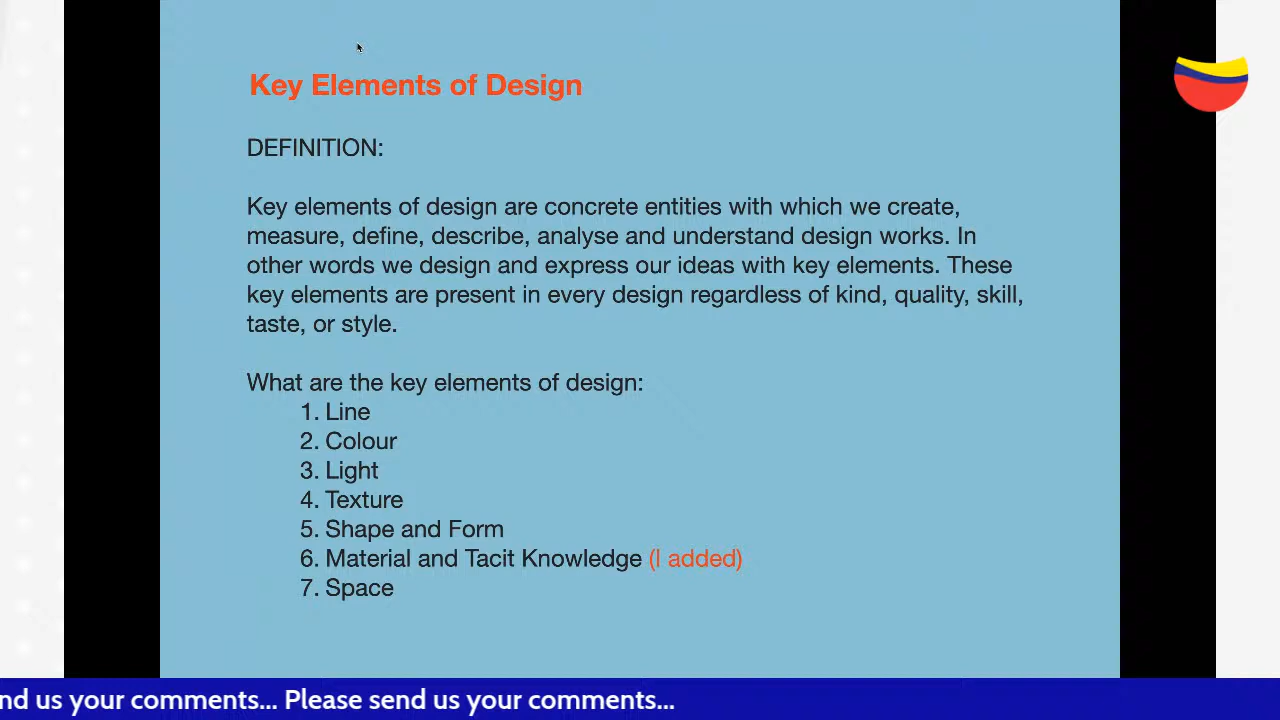 Key Elements of Design
DEFINITION:
Key elements of design are concrete entities with which we create,
measure, define, describe, analyse and understand design works. In
other words we design and express our ideas with key elements. These
key elements are present in every design regardless of kind, quality, skill,
taste, or style.
What are the key elements of design:
1. Line
2. Colour
3. Light
4. Texture
5. Shape and Form
6. Material and Tacit Knowledge (I added)
7. Space
nd us your comments... Please send us your comments...